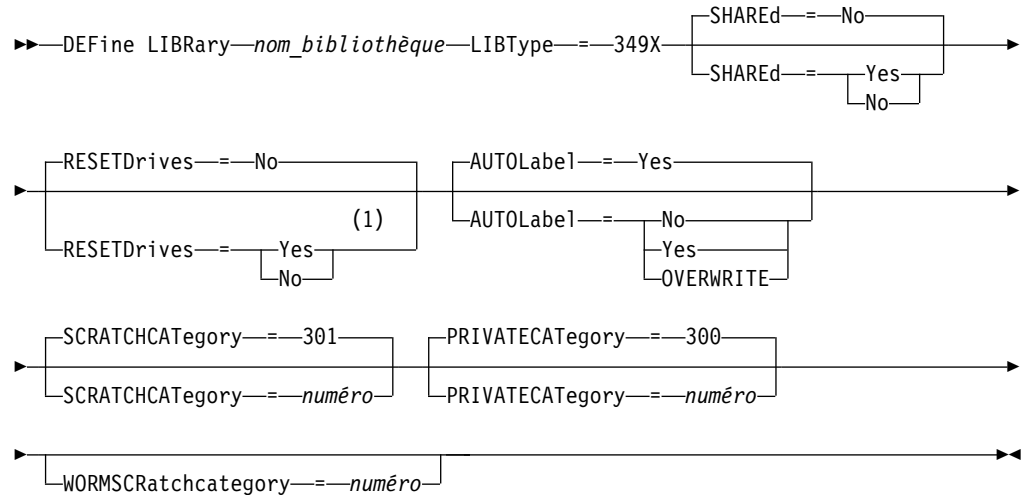 SHAREd = No
DEFine LIBRary nom_bibliothèque LIBType = 349X
SHAREd = Yes
No
RESETDrives = No
AUTOLabel = Yes
(1)
RESETDrives = Yes
No
AUTOLabel = No
Yes
OVERWRITE
SCRATCHCATegory = 301
PRIVATECATegory = 300
SCRATCHCATegory = numéro
PRIVATECATegory = numéro
WORMSCRatchcategory = numéro